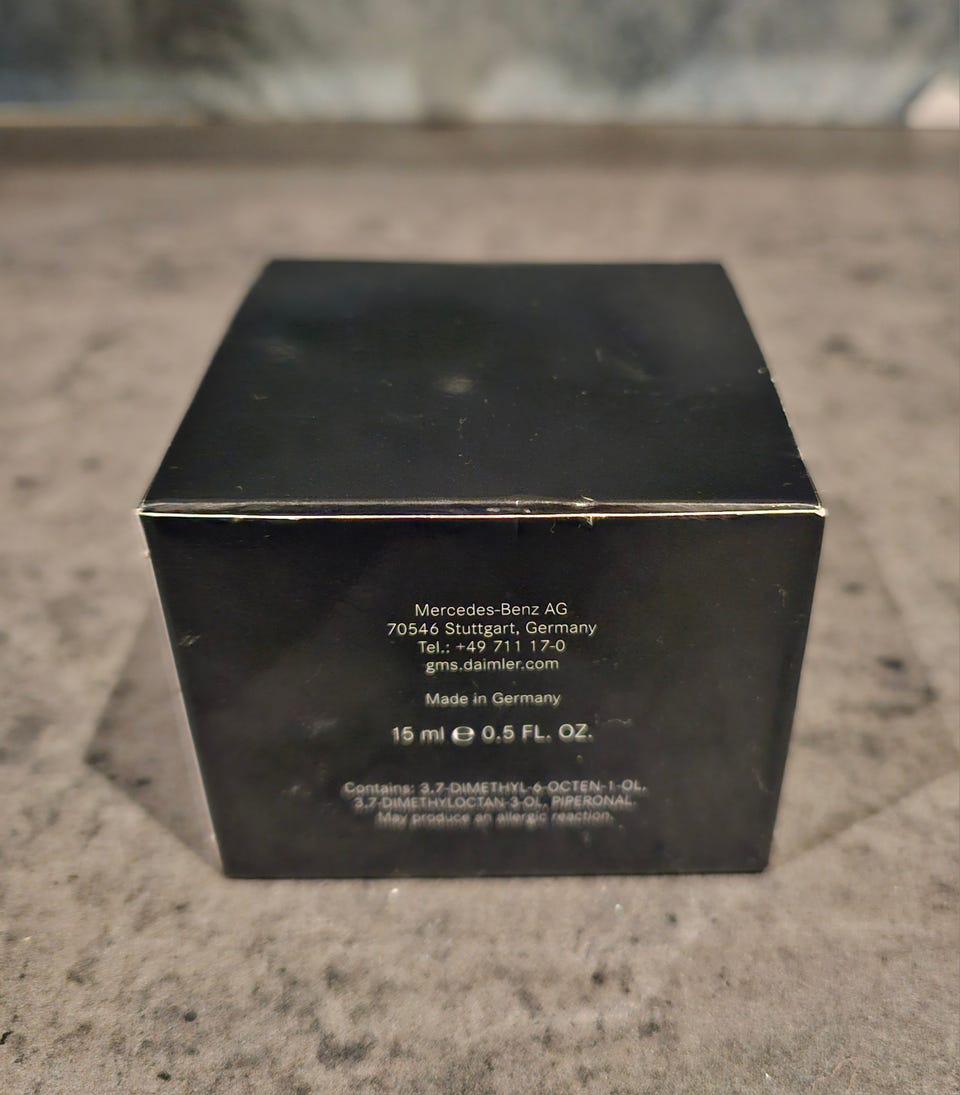 Mercedes-Benz AG
70546 Stuttgart, Germany
Tel.: +49 711 17-0
gms.daimler.com
Made in Germany
15 ml ℮ 0.5 FL. OZ.
Contains: 3.7-DIMETHYL-6-OCTEN-1-OL,
3.7-DIMETHYLOCTAN-3-OL, PIPERONAL.
May produce an allergic reaction.